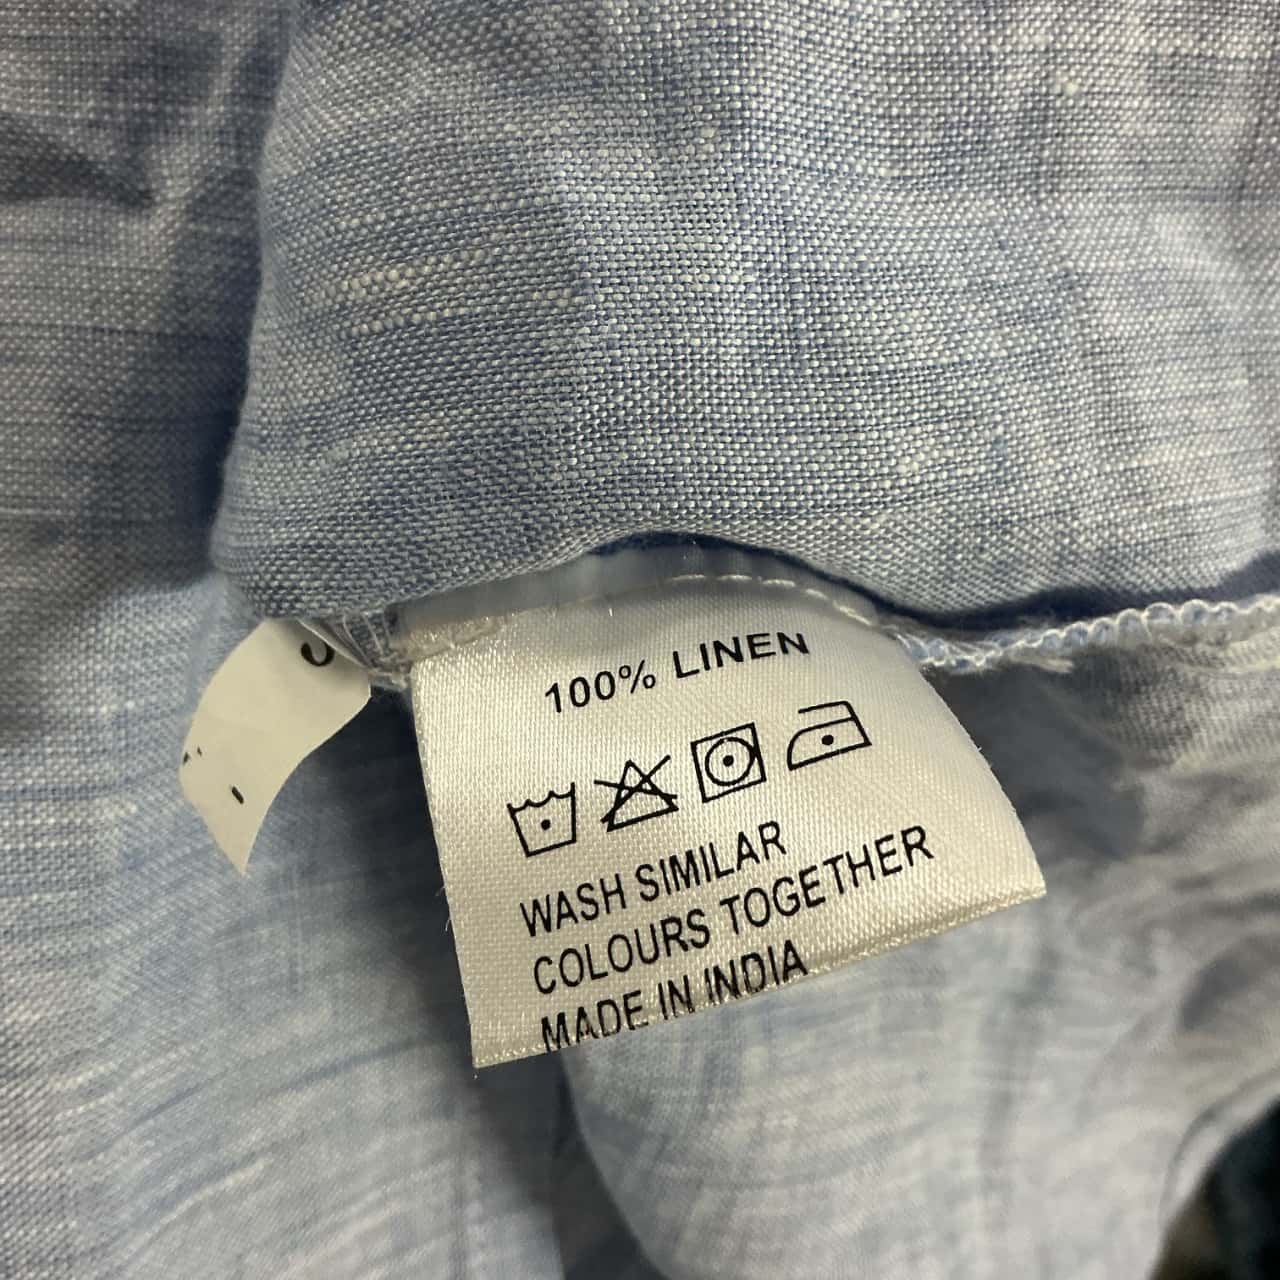 100% LINEN
WASH SIMILAR
COLOURS TOGETHER
MADE IN INDIA